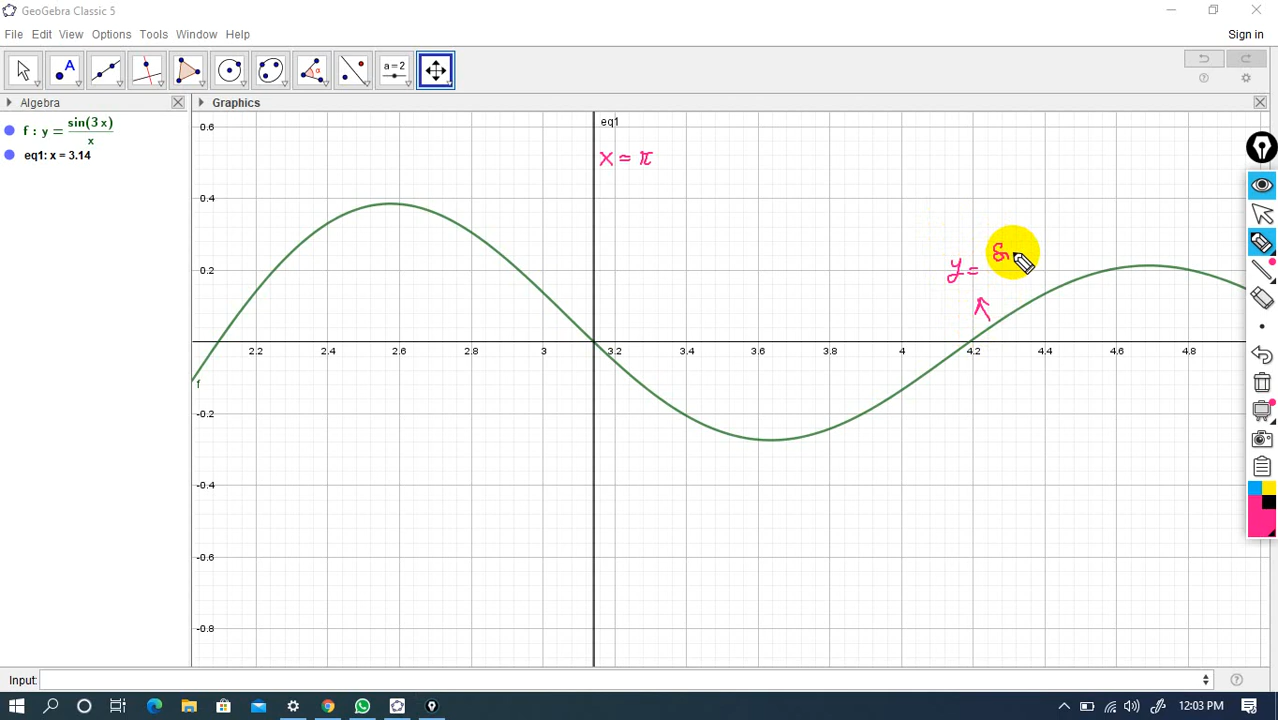 GeoGebra Classic 5
File Edit View Options Tools Window Help
Sign in
A
a = 2
Algebra
Graphics
f : y = sin(3 x) / x
eq1: x = 3.14
eq1
x = π
y =
f
0.6
0.4
0.2
-0.2
-0.4
-0.6
-0.8
2.2 2.4 2.6 2.8 3 3.2 3.4 3.6 3.8 4 4.2 4.4 4.6 4.8
Input:
12:03 PM